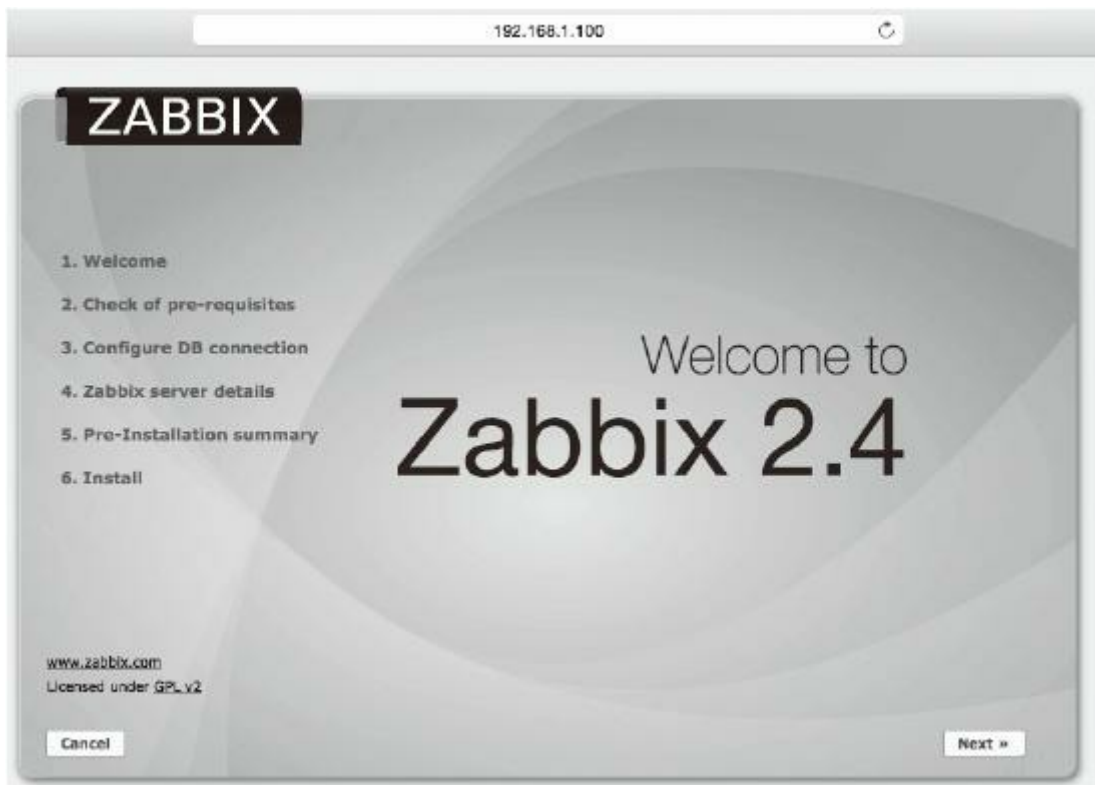 192.168.1.100
ZABBIX
1. Welcome
2. Check of pre-requisites
3. Configure DB connection
4. Zabbix server details
5. Pre-Installation summary
6. Install
Welcome to
Zabbix 2.4
www.zabbix.com
Licensed under GPL v2
Cancel
Next »